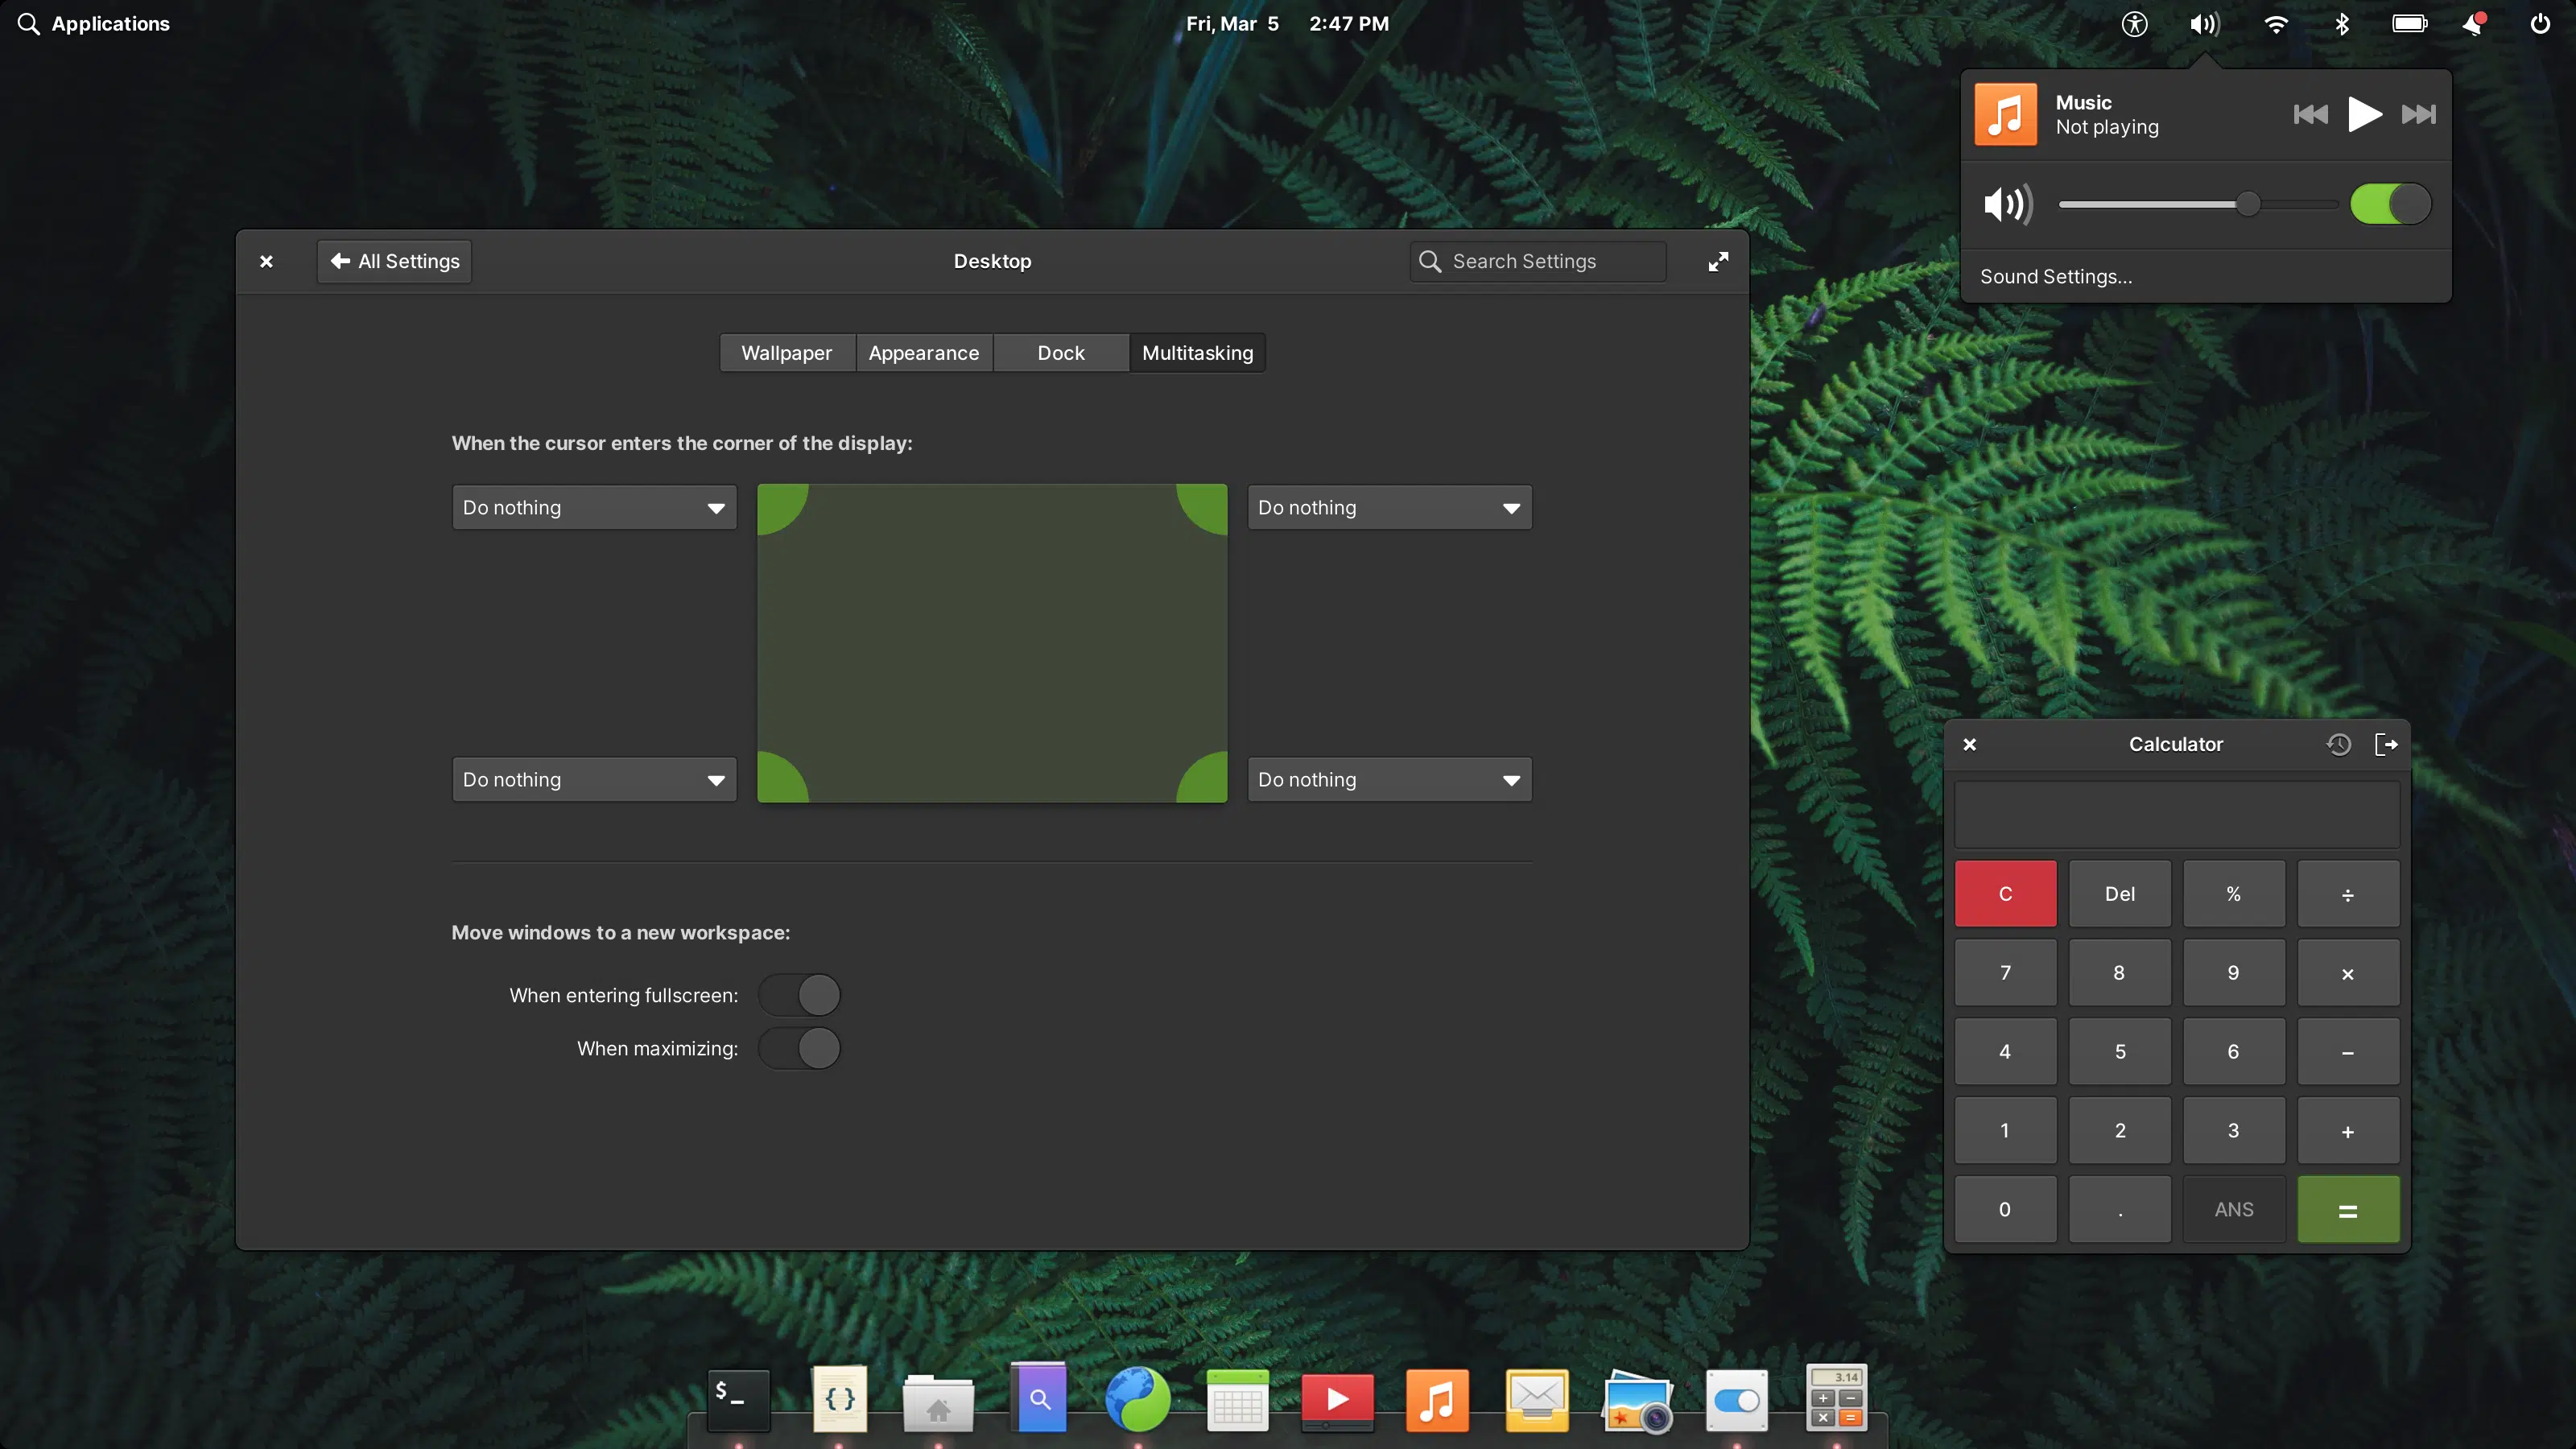 Applications
Fri, Mar 5 2:47 PM
Music
Not playing
Sound Settings...
All Settings
Desktop
Search Settings
Wallpaper
Appearance
Dock
Multitasking
When the cursor enters the corner of the display:
Do nothing
Do nothing
Do nothing
Do nothing
Move windows to a new workspace:
When entering fullscreen:
When maximizing:
Calculator
C Del % ÷
7 8 9 ×
4 5 6 −
1 2 3 +
0 . ANS =
$_
{}
3.14
+ −
× =